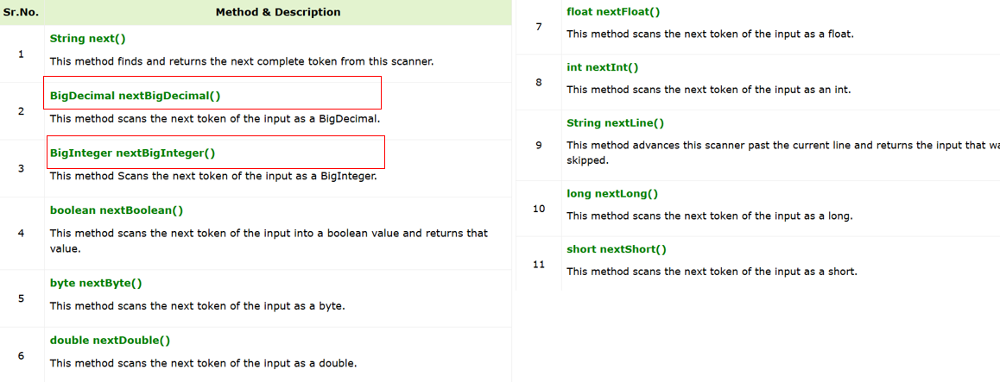 Sr.No. Method & Description
String next()
1
This method finds and returns the next complete token from this scanner.
BigDecimal nextBigDecimal()
2
This method scans the next token of the input as a BigDecimal.
BigInteger nextBigInteger()
3
This method Scans the next token of the input as a BigInteger.
boolean nextBoolean()
4
This method scans the next token of the input into a boolean value and returns that
value.
byte nextByte()
5
This method scans the next token of the input as a byte.
double nextDouble()
6
This method scans the next token of the input as a double.
float nextFloat()
7
This method scans the next token of the input as a float.
int nextInt()
8
This method scans the next token of the input as an int.
String nextLine()
9
This method advances this scanner past the current line and returns the input that
skipped.
long nextLong()
10
This method scans the next token of the input as a long.
short nextShort()
11
This method scans the next token of the input as a short.